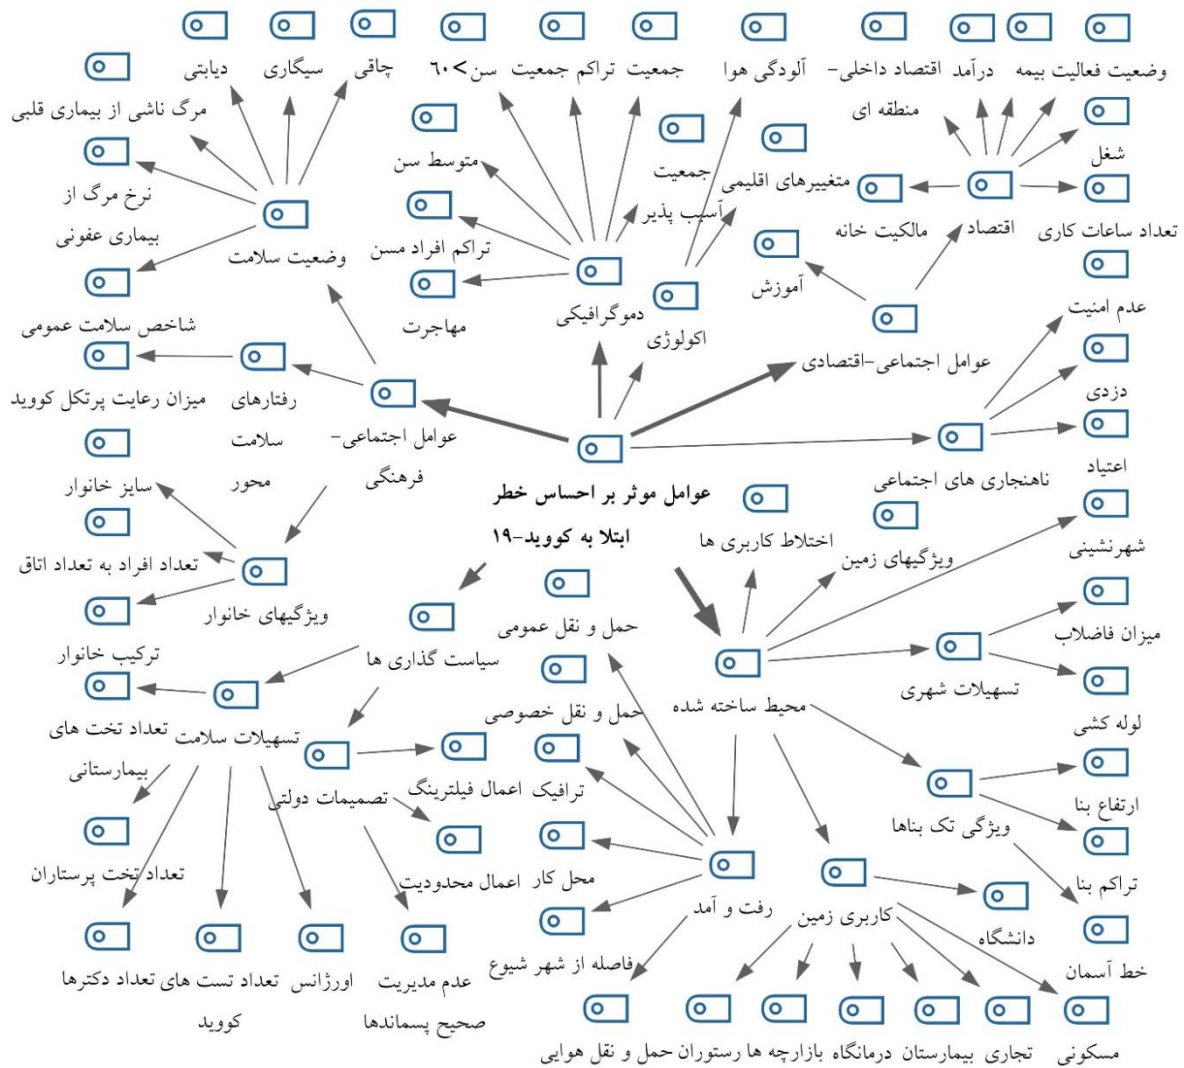 وضعیت فعالیت بیمه
درآمد
اقتصاد داخلی-
منطقه ای
آلودگی هوا
جمعیت
تراکم جمعیت
سن>۶۰
چاقی
سیگاری
دیابتی
مرگ ناشی از بیماری قلبی
نرخ مرگ از
بیماری عفونی
شاخص سلامت عمومی
وضعیت سلامت
متوسط سن
تراکم افراد مسن
مهاجرت
جمعیت
آسیب پذیر
متغییرهای اقلیمی
دموگرافیکی
اکولوژی
شغل
تعداد ساعات کاری
مالکیت خانه
اقتصاد
آموزش
عوامل اجتماعی-اقتصادی
عدم امنیت
دزدی
اعتیاد
ناهنجاری های اجتماعی
میزان رعایت پرتکل کووید
رفتارهای
سلامت
محور
عوامل اجتماعی-
فرهنگی
عوامل موثر بر احساس خطر
ابتلا به کووید-۱۹
سایز خانوار
تعداد افراد به تعداد اتاق
ترکیب خانوار
ویژگیهای خانوار
اختلاط کاربری ها
ویژگیهای زمین
شهرنشینی
میزان فاضلاب
لوله کشی
تسهیلات شهری
محیط ساخته شده
سیاست گذاری ها
حمل و نقل عمومی
حمل و نقل خصوصی
ترافیک
محل کار
فاصله از شهر شیوع
رفت و آمد
تسهیلات سلامت
تعداد تخت های
بیمارستانی
تعداد تخت پرستاران
تعداد دکترها
تعداد تست های
کووید
اورژانس
تصمیمات دولتی
اعمال فیلترینگ
اعمال محدودیت
عدم مدیریت
صحیح پسماندها
ارتفاع بنا
ویژگی تک بناها
تراکم بنا
خط آسمان
کاربری زمین
دانشگاه
مسکونی
تجاری
بیمارستان
درمانگاه
بازارچه ها
رستوران
حمل و نقل هوایی